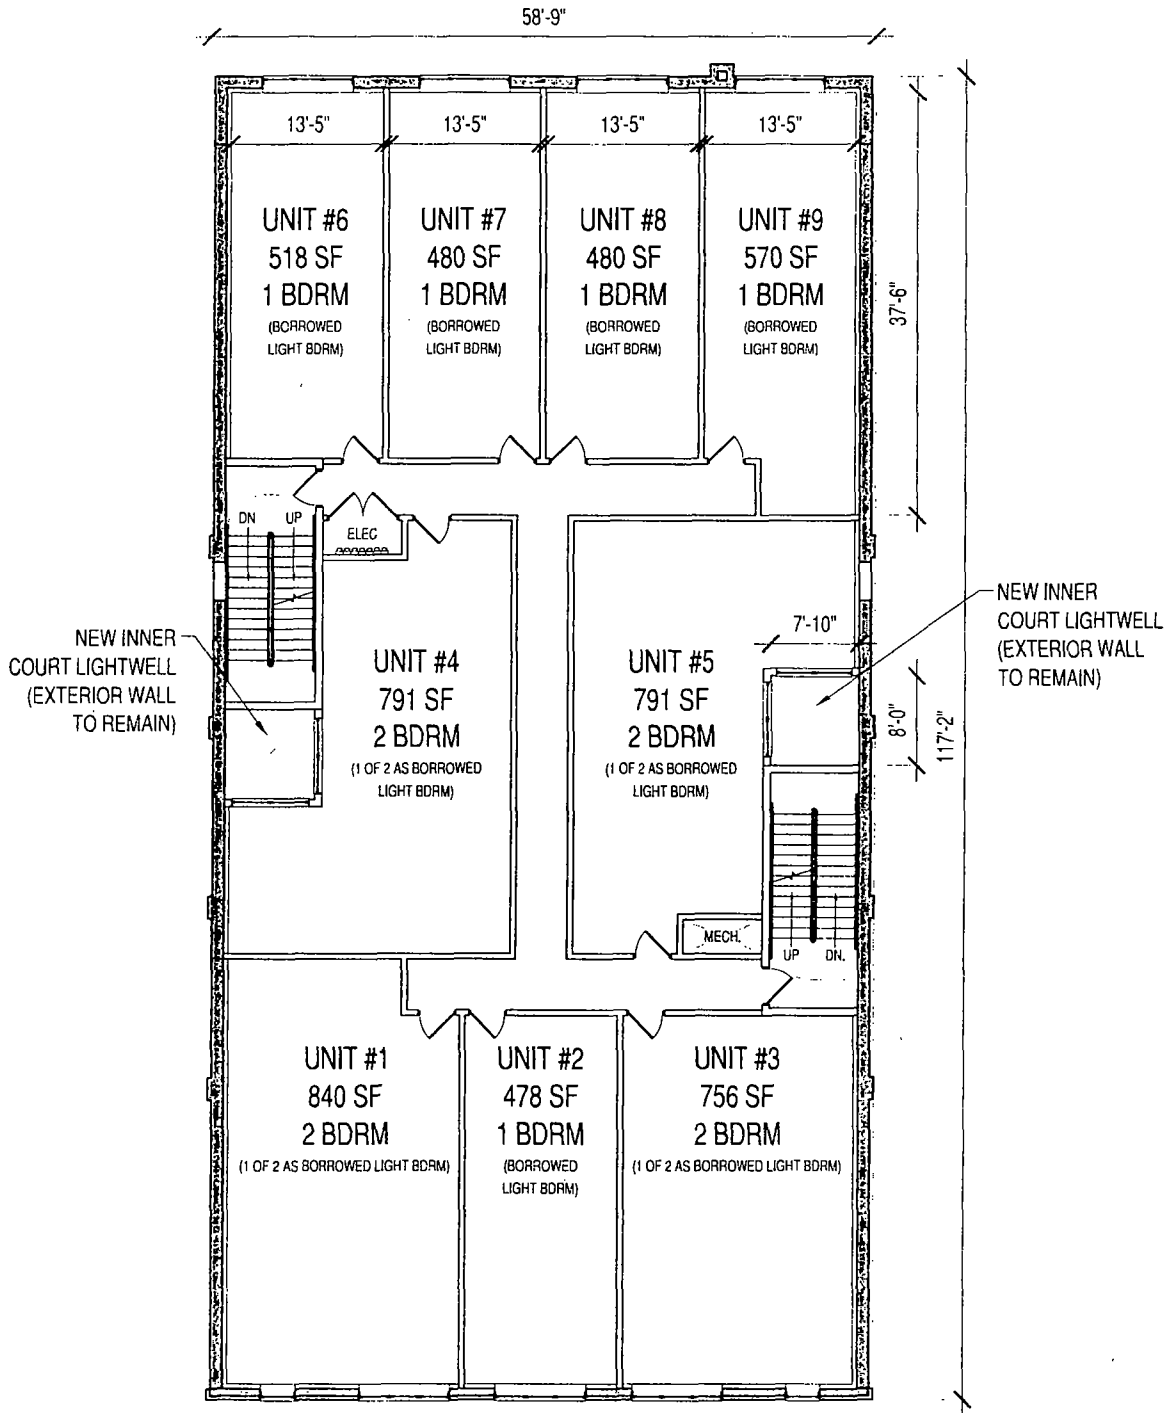 58'-9"
13'-5"
13'-5"
13'-5"
13'-5"
UNIT #6
518 SF
1 BDRM
(BORROWED
LIGHT BDRM)
UNIT #7
480 SF
1 BDRM
(BORROWED
LIGHT BDRM)
UNIT #8
480 SF
1 BDRM
(BORROWED
LIGHT BDRM)
UNIT #9
570 SF
1 BDRM
(BORROWED
LIGHT BDRM)
37'-6"
DN
UP
ELEC
NEW INNER
COURT LIGHTWELL
(EXTERIOR WALL
TO REMAIN)
UNIT #4
791 SF
2 BDRM
(1 OF 2 AS BORROWED
LIGHT BDRM)
UNIT #5
791 SF
2 BDRM
(1 OF 2 AS BORROWED
LIGHT BDRM)
7'-10"
NEW INNER
COURT LIGHTWELL
(EXTERIOR WALL
TO REMAIN)
8'-0"
117'-2"
MECH.
UP
DN.
UNIT #1
840 SF
2 BDRM
(1 OF 2 AS BORROWED LIGHT BDRM)
UNIT #2
478 SF
1 BDRM
(BORROWED
LIGHT BDRM)
UNIT #3
756 SF
2 BDRM
(1 OF 2 AS BORROWED LIGHT BDRM)